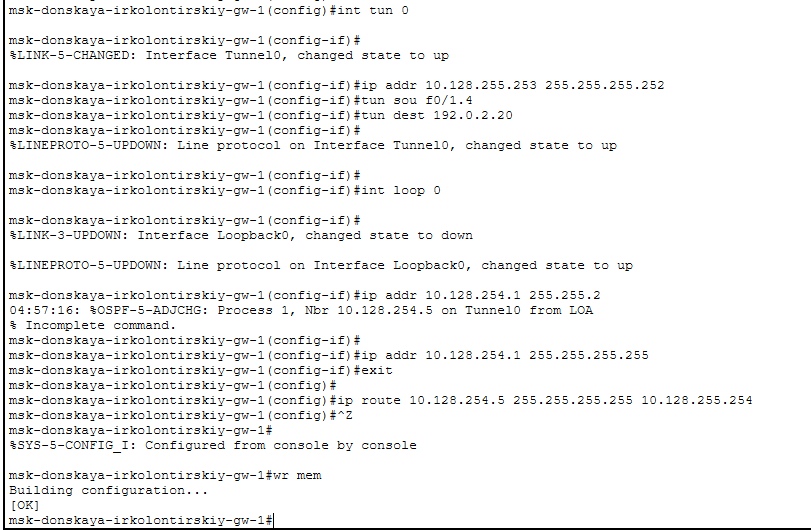 msk-donskaya-irkolontirskiy-gw-1(config)#int tun 0
msk-donskaya-irkolontirskiy-gw-1(config-if)#
%LINK-5-CHANGED: Interface Tunnel0, changed state to up
msk-donskaya-irkolontirskiy-gw-1(config-if)#ip addr 10.128.255.253 255.255.255.252
msk-donskaya-irkolontirskiy-gw-1(config-if)#tun sou f0/1.4
msk-donskaya-irkolontirskiy-gw-1(config-if)#tun dest 192.0.2.20
msk-donskaya-irkolontirskiy-gw-1(config-if)#
%LINEPROTO-5-UPDOWN: Line protocol on Interface Tunnel0, changed state to up
msk-donskaya-irkolontirskiy-gw-1(config-if)#
msk-donskaya-irkolontirskiy-gw-1(config-if)#int loop 0
msk-donskaya-irkolontirskiy-gw-1(config-if)#
%LINK-3-UPDOWN: Interface Loopback0, changed state to down
%LINEPROTO-5-UPDOWN: Line protocol on Interface Loopback0, changed state to up
msk-donskaya-irkolontirskiy-gw-1(config-if)#ip addr 10.128.254.1 255.255.2
04:57:16: %OSPF-5-ADJCHG: Process 1, Nbr 10.128.254.5 on Tunnel0 from LOA
% Incomplete command.
msk-donskaya-irkolontirskiy-gw-1(config-if)#
msk-donskaya-irkolontirskiy-gw-1(config-if)#ip addr 10.128.254.1 255.255.255.255
msk-donskaya-irkolontirskiy-gw-1(config-if)#exit
msk-donskaya-irkolontirskiy-gw-1(config)#
msk-donskaya-irkolontirskiy-gw-1(config)#ip route 10.128.254.5 255.255.255.255 10.128.255.254
msk-donskaya-irkolontirskiy-gw-1(config)#^Z
msk-donskaya-irkolontirskiy-gw-1#
%SYS-5-CONFIG_I: Configured from console by console
msk-donskaya-irkolontirskiy-gw-1#wr mem
Building configuration...
[OK]
msk-donskaya-irkolontirskiy-gw-1#